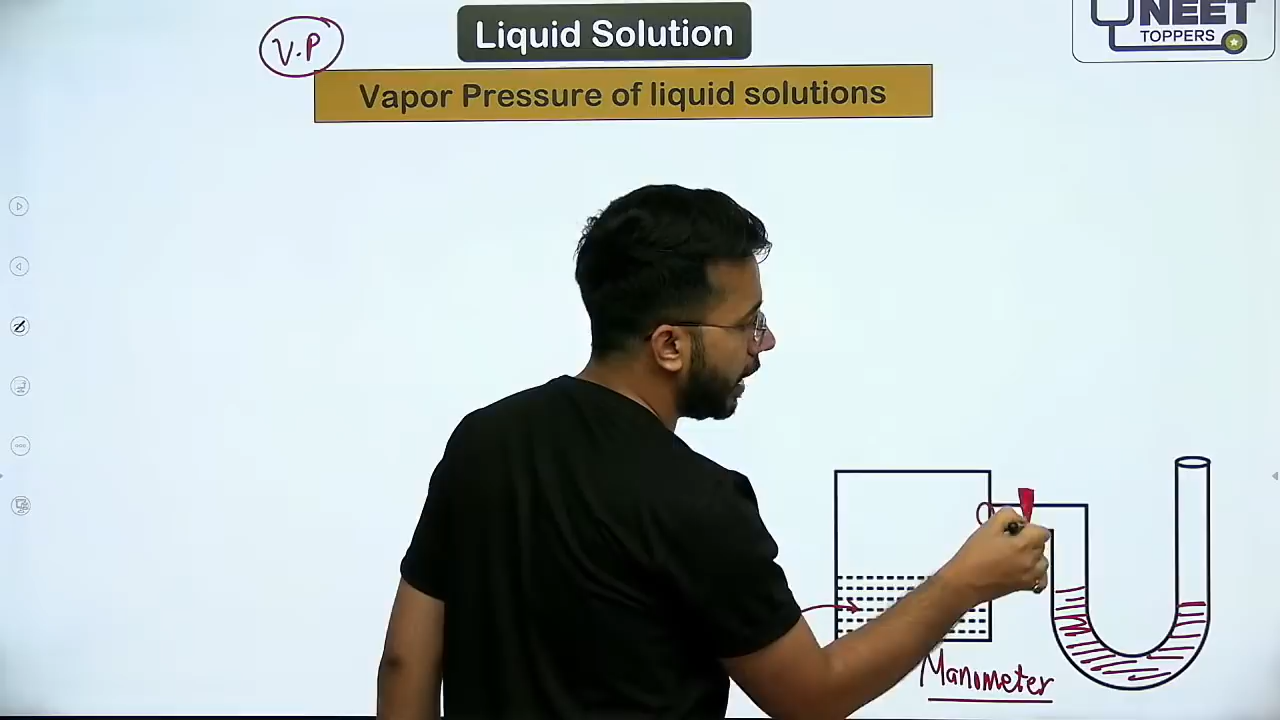 V.P
Liquid Solution
NEET
TOPPERS
Vapor Pressure of liquid solutions
Manometer